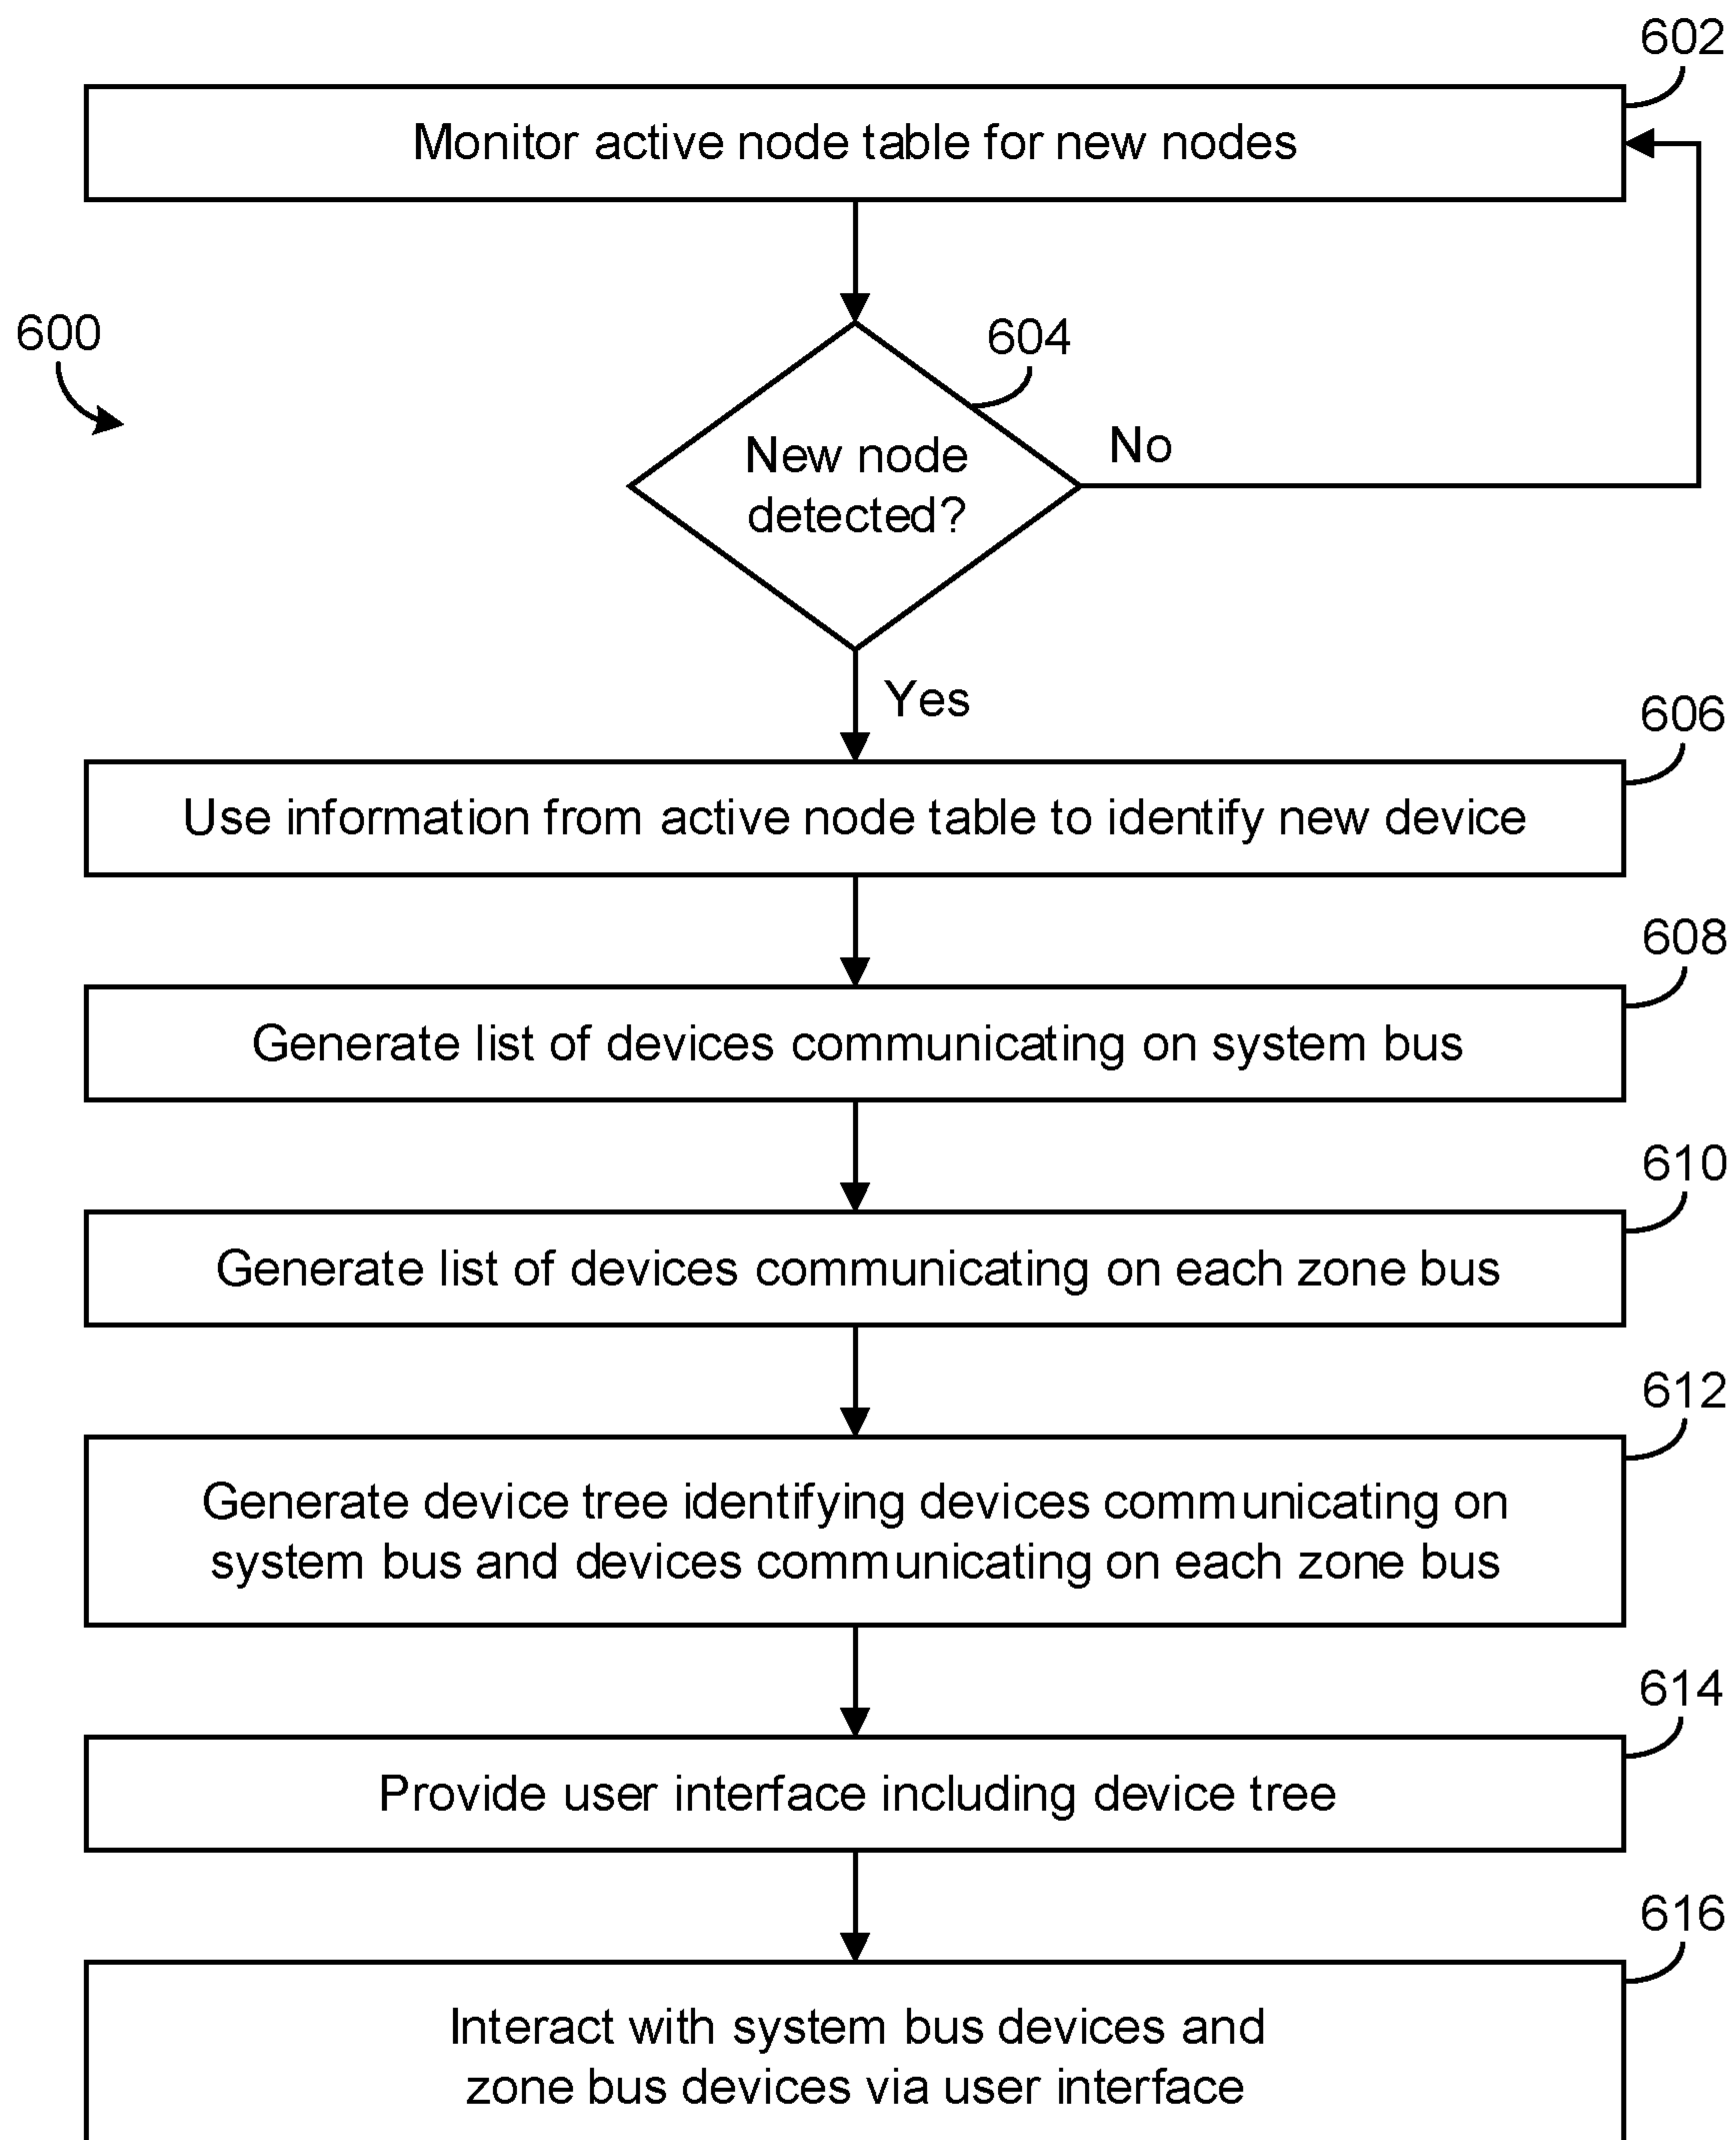 602
Monitor active node table for new nodes
600
604
New node
detected?
No
Yes
606
Use information from active node table to identify new device
608
Generate list of devices communicating on system bus
610
Generate list of devices communicating on each zone bus
612
Generate device tree identifying devices communicating on
system bus and devices communicating on each zone bus
614
Provide user interface including device tree
616
Interact with system bus devices and
zone bus devices via user interface